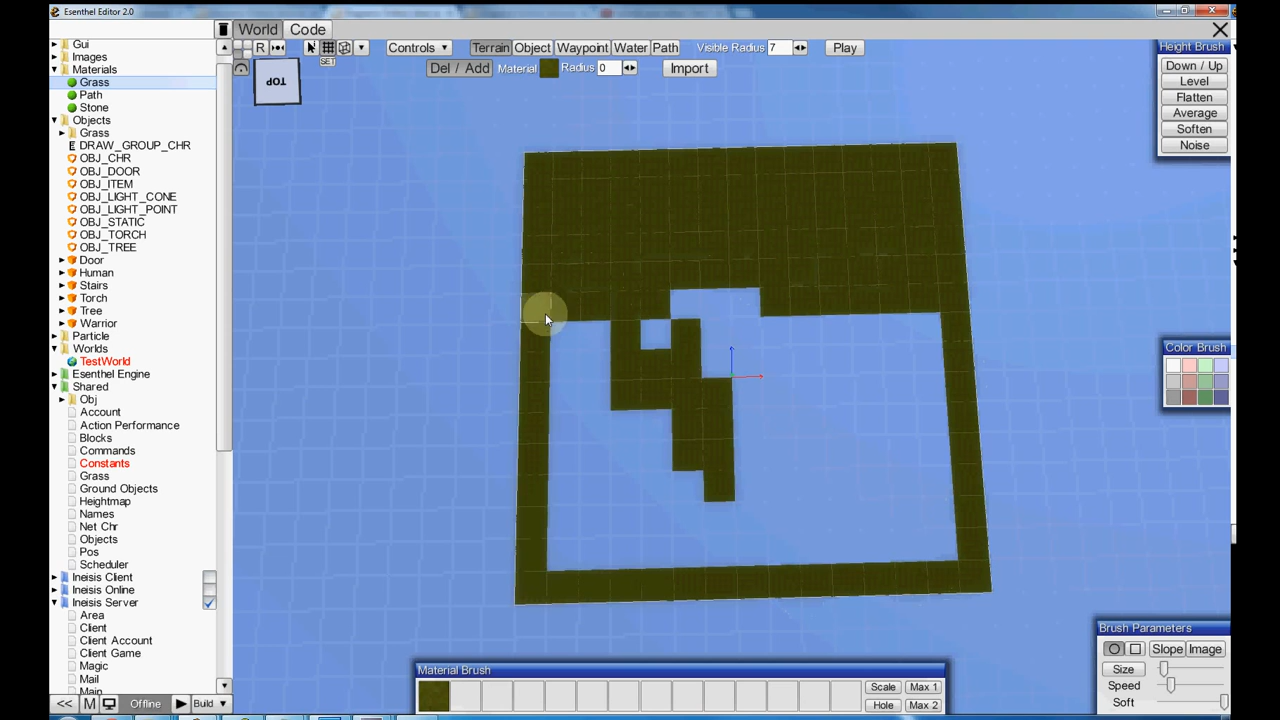 Esenthel Editor 2.0
World Code
Gui
Images
Materials
Grass
Path
Stone
Objects
Grass
DRAW_GROUP_CHR
OBJ_CHR
OBJ_DOOR
OBJ_ITEM
OBJ_LIGHT_CONE
OBJ_LIGHT_POINT
OBJ_STATIC
OBJ_TORCH
OBJ_TREE
Door
Human
Stairs
Torch
Tree
Warrior
Particle
Worlds
TestWorld
Esenthel Engine
Shared
Obj
Account
Action Performance
Blocks
Commands
Constants
Grass
Ground Objects
Heightmap
Names
Net Chr
Objects
Pos
Scheduler
Ineisis Client
Ineisis Online
Ineisis Server
Area
Client
Client Account
Client Game
Magic
Mail
Main
<< M Offline Build
R Controls Terrain Object Waypoint Water Path Visible Radius 7 Play
SET
Del / Add Material Radius 0 Import
TOP
Height Brush
Down / Up
Level
Flatten
Average
Soften
Noise
Color Brush
Brush Parameters
Slope Image
Size
Speed
Soft
Material Brush
Scale Max 1
Hole Max 2